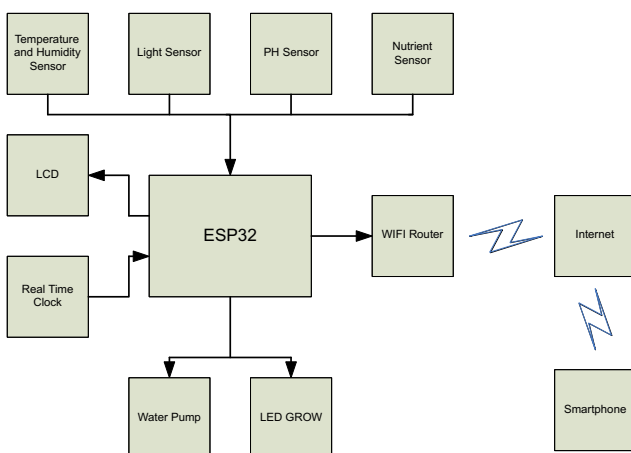 Temperature
and Humidity
Sensor
Light Sensor
PH Sensor
Nutrient
Sensor
LCD
ESP32
WIFI Router
Internet
Real Time
Clock
Water Pump
LED GROW
Smartphone